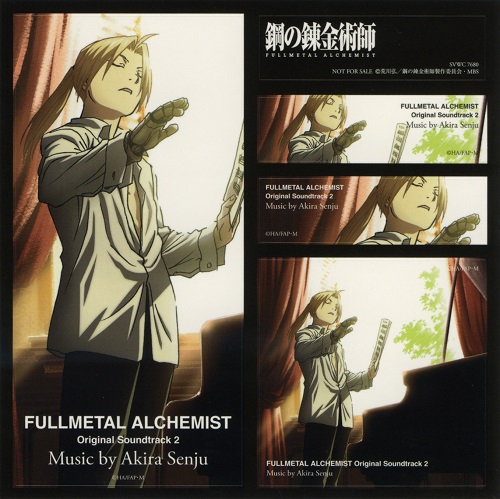 FULLMETAL ALCHEMIST
Original Soundtrack 2
Music by Akira Senju
©HA/FAP-M
鋼の錬金術師
FULLMETAL ALCHEMIST
SVWC 7680
NOT FOR SALE ©荒川弘/鋼の錬金術師製作委員会・MBS
FULLMETAL ALCHEMIST
Original Soundtrack 2
Music by Akira Senju
©HA/FAP-M
FULLMETAL ALCHEMIST
Original Soundtrack 2
Music by Akira Senju
©HA/FAP-M
©HA/FAP-M
FULLMETAL ALCHEMIST Original Soundtrack 2
Music by Akira Senju